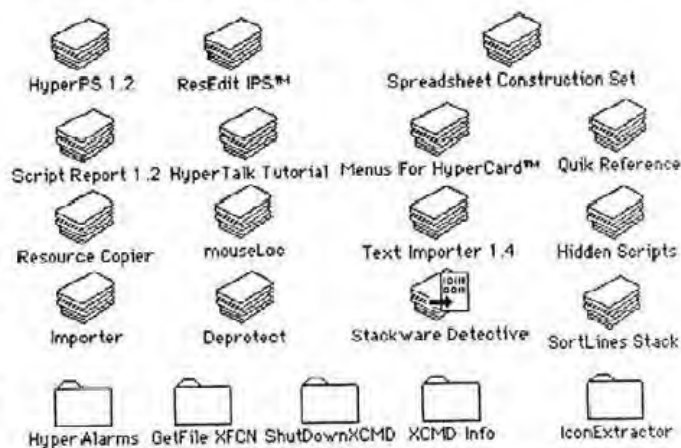 HyperPS 1.2 ResEdit IPS™ Spreadsheet Construction Set
Script Report 1.2 HyperTalk Tutorial Menus For HyperCard™ Quik Reference
Resource Copier mouseLoc Text Importer 1.4 Hidden Scripts
Importer Deprotect Stackware Detective SortLines Stack
HyperAlarms GetFile XFCN ShutDownXCMD XCMD Info IconExtractor